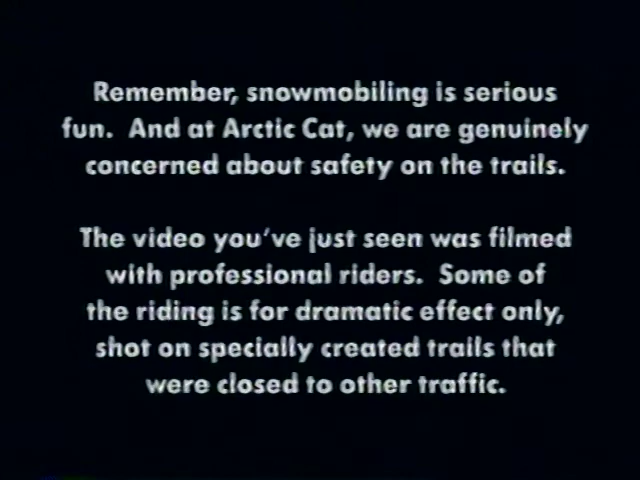 Remember, snowmobiling is serious
fun. And at Arctic Cat, we are genuinely
concerned about safety on the trails.
The video you've just seen was filmed
with professional riders. Some of
the riding is for dramatic effect only,
shot on specially created trails that
were closed to other traffic.